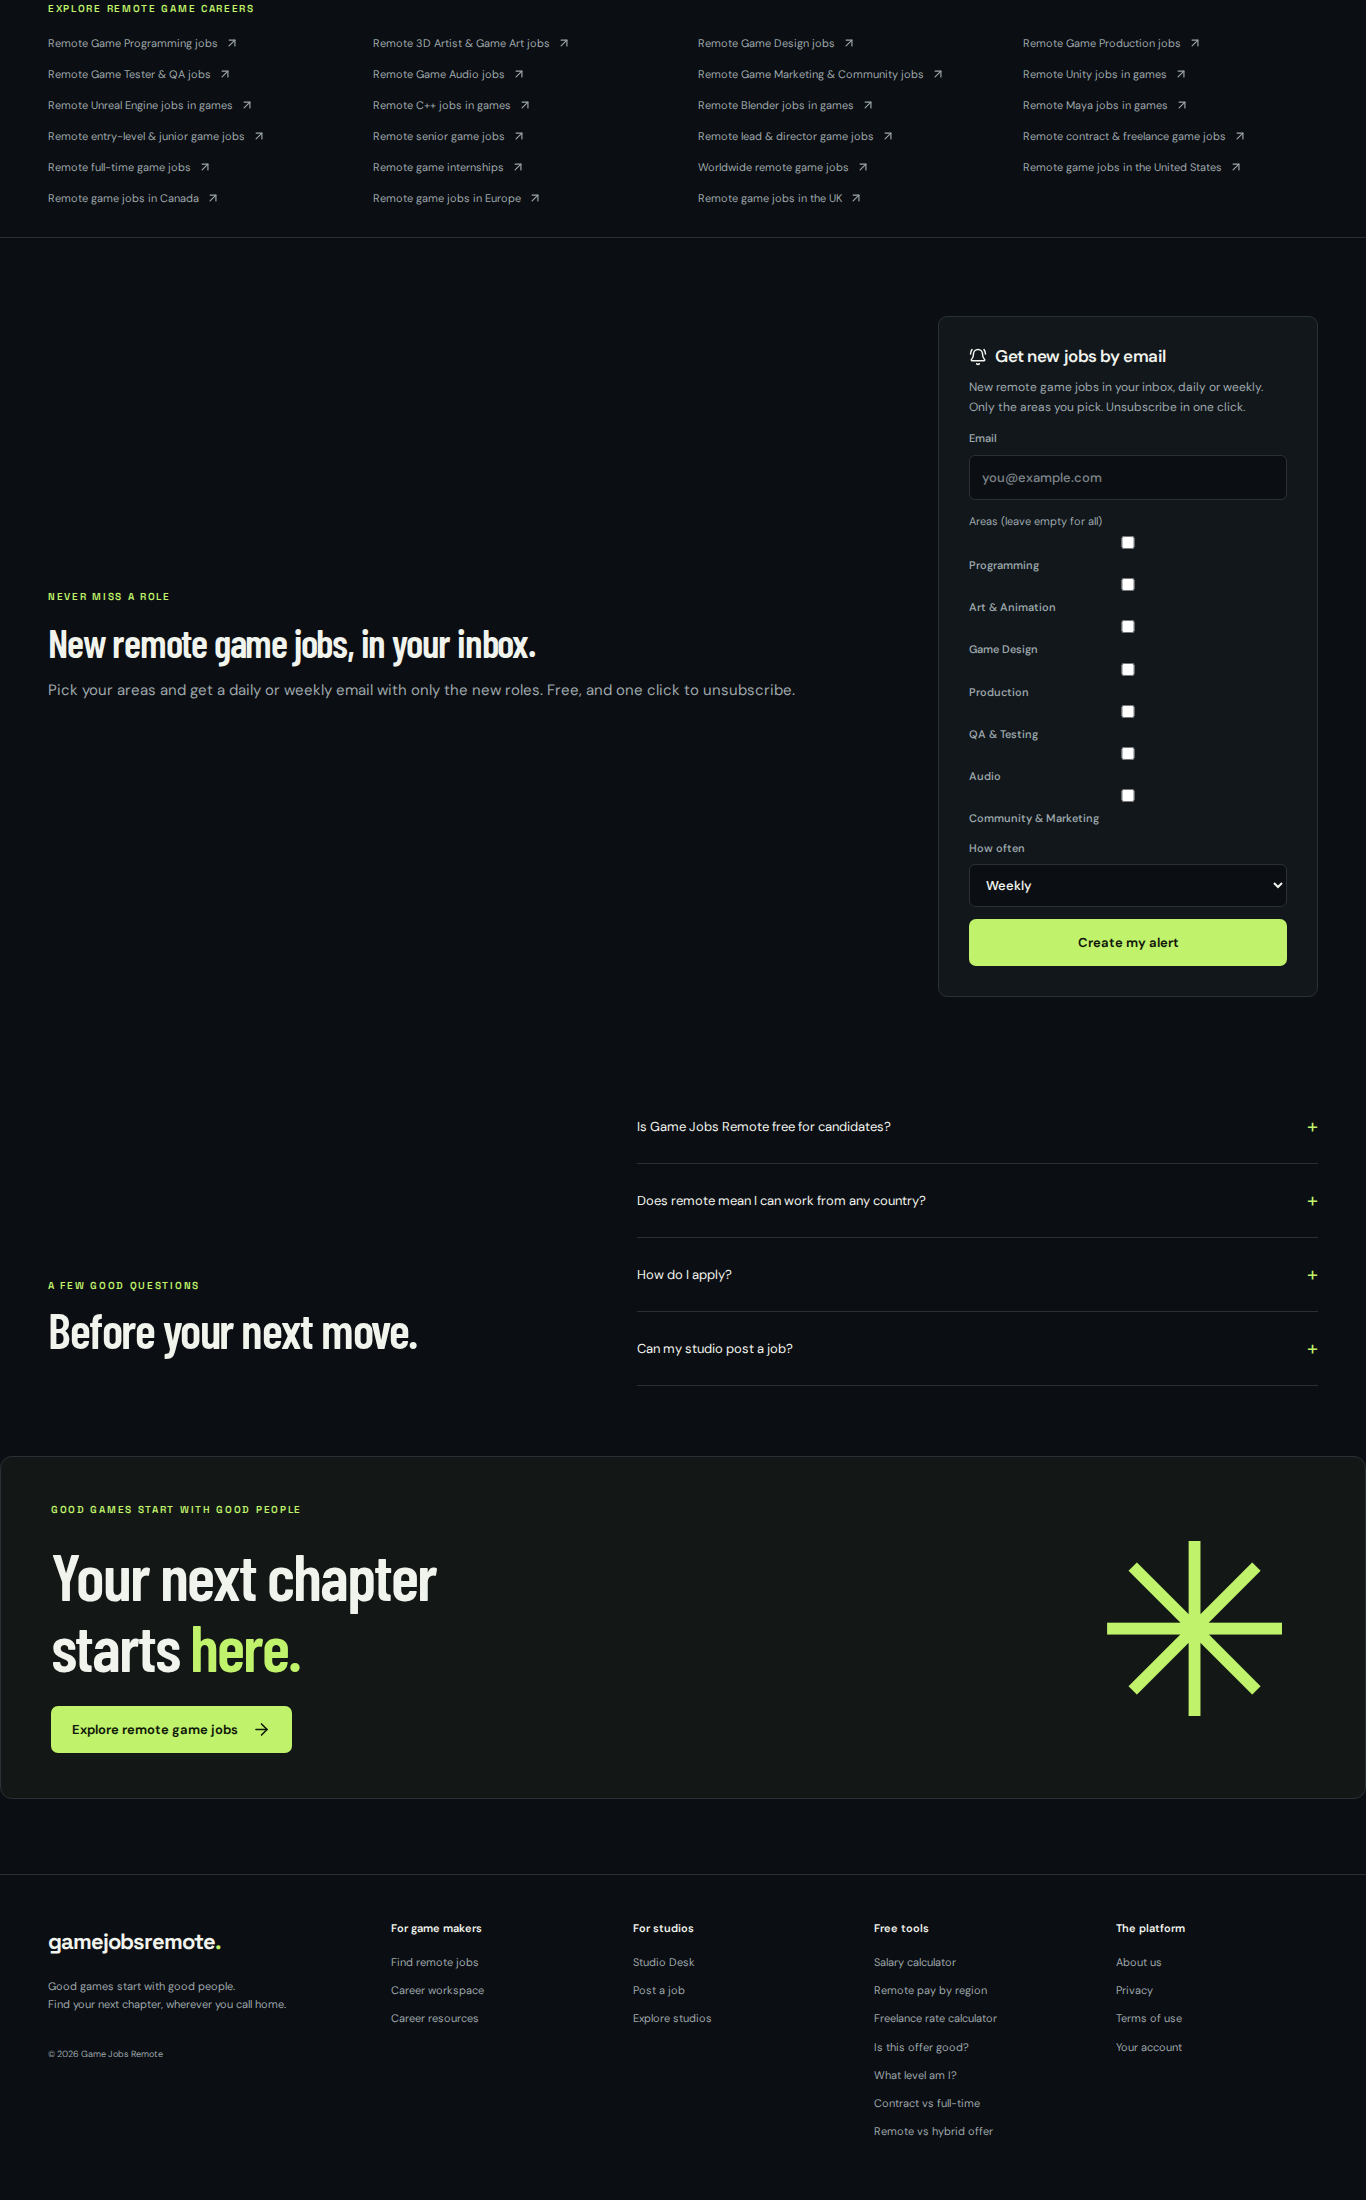 EXPLORE REMOTE GAME CAREERS
Remote Game Programming jobs
Remote 3D Artist & Game Art jobs
Remote Game Design jobs
Remote Game Production jobs
Remote Game Tester & QA jobs
Remote Game Audio jobs
Remote Game Marketing & Community jobs
Remote Unity jobs in games
Remote Unreal Engine jobs in games
Remote C++ jobs in games
Remote Blender jobs in games
Remote Maya jobs in games
Remote entry-level & junior game jobs
Remote senior game jobs
Remote lead & director game jobs
Remote contract & freelance game jobs
Remote full-time game jobs
Remote game internships
Worldwide remote game jobs
Remote game jobs in the United States
Remote game jobs in Canada
Remote game jobs in Europe
Remote game jobs in the UK
NEVER MISS A ROLE
New remote game jobs, in your inbox.
Pick your areas and get a daily or weekly email with only the new roles. Free, and one click to unsubscribe.
Get new jobs by email
New remote game jobs in your inbox, daily or weekly.
Only the areas you pick. Unsubscribe in one click.
Email
you@example.com
Areas (leave empty for all)
Programming
Art & Animation
Game Design
Production
QA & Testing
Audio
Community & Marketing
How often
Weekly
Create my alert
A FEW GOOD QUESTIONS
Before your next move.
Is Game Jobs Remote free for candidates?
+
Does remote mean I can work from any country?
+
How do I apply?
+
Can my studio post a job?
+
GOOD GAMES START WITH GOOD PEOPLE
Your next chapter
starts here.
Explore remote game jobs
gamejobsremote.
Good games start with good people.
Find your next chapter, wherever you call home.
© 2026 Game Jobs Remote
For game makers
Find remote jobs
Career workspace
Career resources
For studios
Studio Desk
Post a job
Explore studios
Free tools
Salary calculator
Remote pay by region
Freelance rate calculator
Is this offer good?
What level am I?
Contract vs full-time
Remote vs hybrid offer
The platform
About us
Privacy
Terms of use
Your account